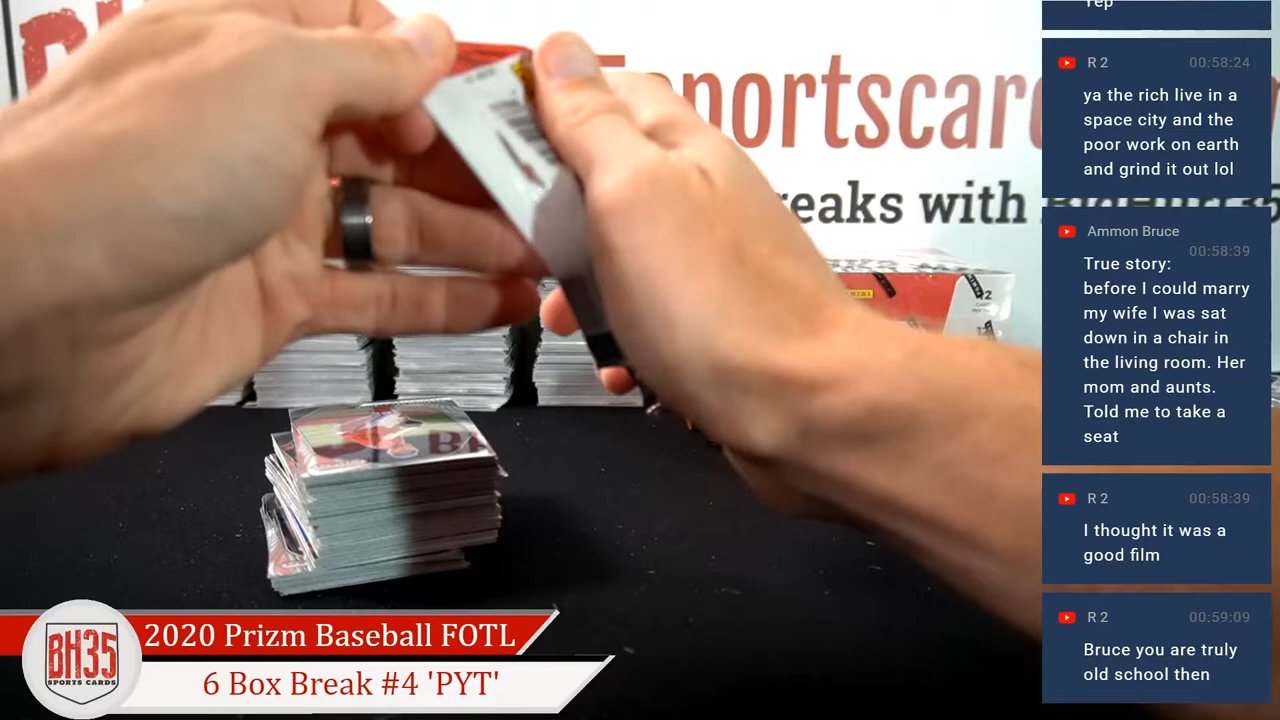 rep
R 2 00:58:24
ya the rich live in a
space city and the
poor work on earth
and grind it out lol
Ammon Bruce
00:58:39
True story:
before I could marry
my wife I was sat
down in a chair in
the living room. Her
mom and aunts.
Told me to take a
seat
R 2 00:58:39
I thought it was a
good film
R 2 00:59:09
Bruce you are truly
old school then
PANINI
12
BH35
SPORTS CARDS
2020 Prizm Baseball FOTL
6 Box Break #4 'PYT'